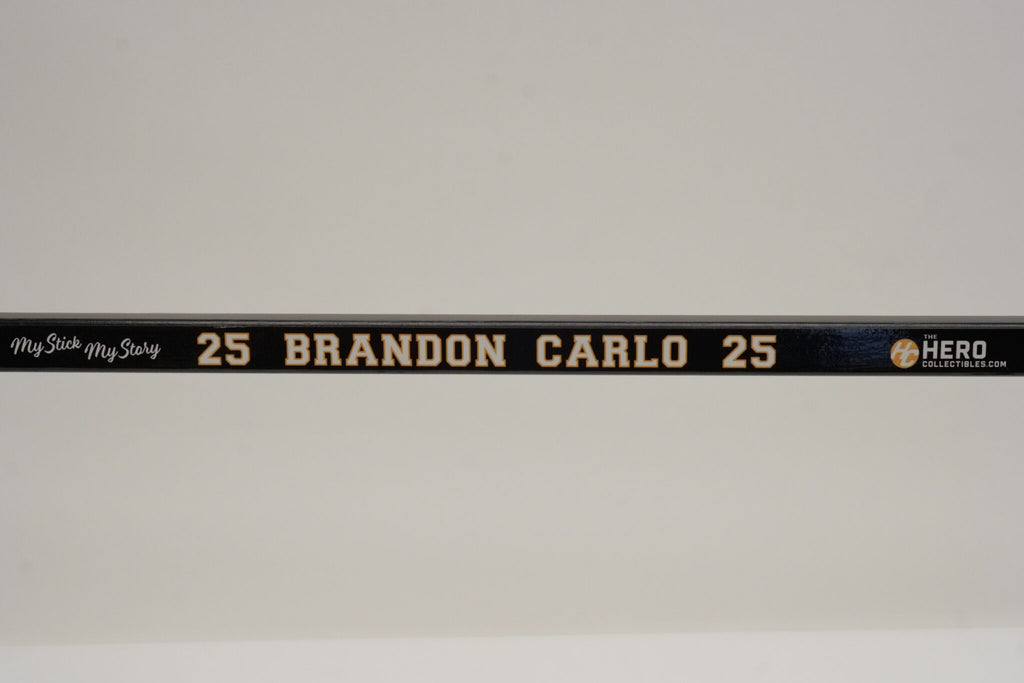 My Stick My Story
25 BRANDON CARLO 25
THE
HERO
COLLECTIBLES.COM